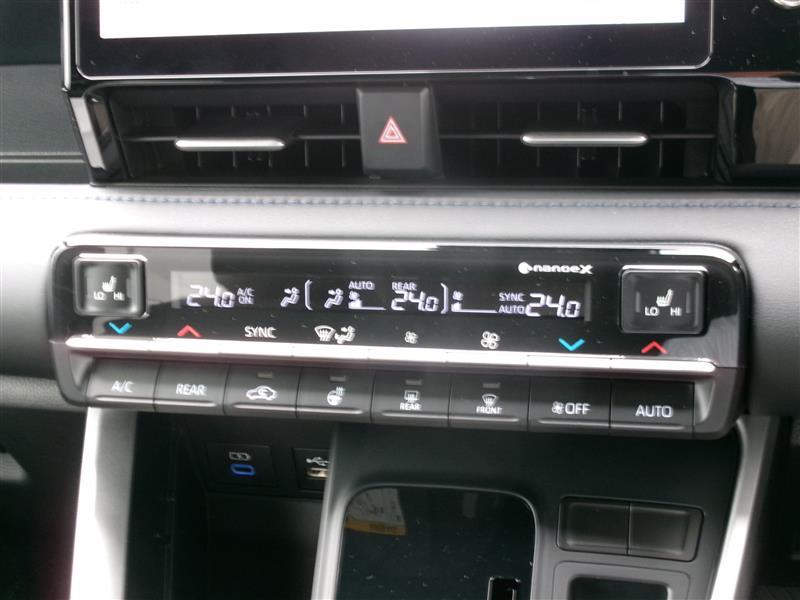 nanoeX
LO HI
24.0 A/C ON: AUTO REAR 24.0 SYNC AUTO 24.0
LO HI
SYNC
A/C REAR REAR FRONT OFF AUTO